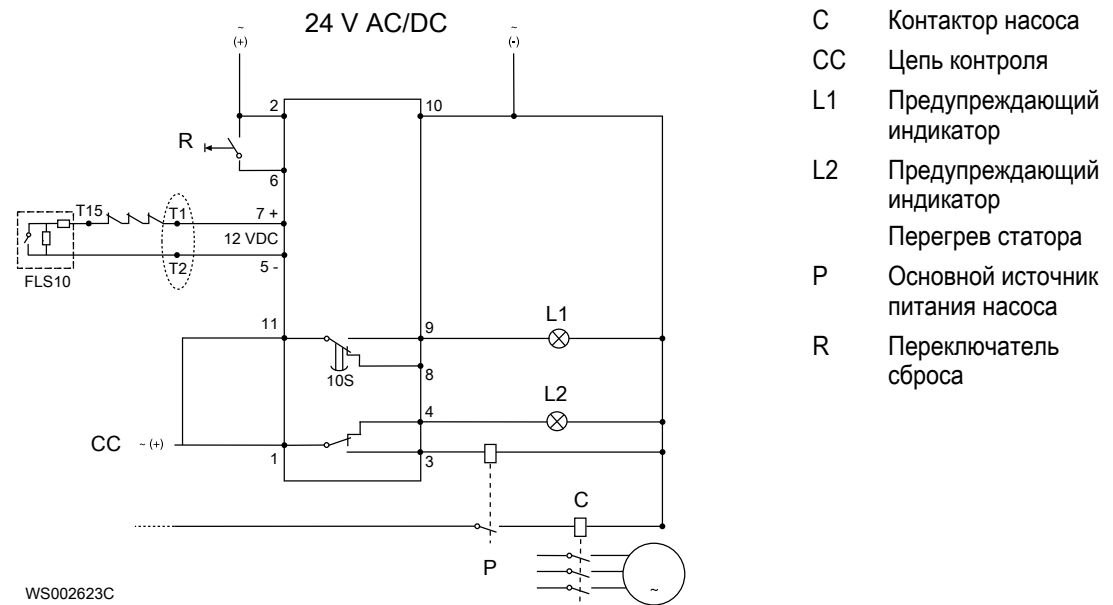 24 V AC/DC
~
(+)
~
(-)
2
10
R
6
T15
T1
7 +
12 VDC
T2
5 -
FLS10
11
9
L1
8
10S
4
L2
CC ~ (+)
1
3
C
P
~
WS002623C
C Контактор насоса
CC Цепь контроля
L1 Предупреждающий
индикатор
L2 Предупреждающий
индикатор
Перегрев статора
P Основной источник
питания насоса
R Переключатель
сброса